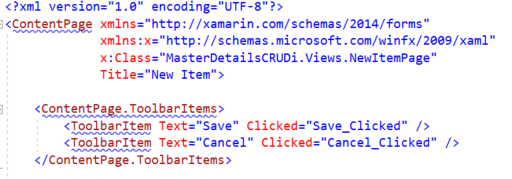 <?xml version="1.0" encoding="UTF-8"?>
<ContentPage xmlns="http://xamarin.com/schemas/2014/forms"
xmlns:x="http://schemas.microsoft.com/winfx/2009/xaml"
x:Class="MasterDetailsCRUDi.Views.NewItemPage"
Title="New Item">
<ContentPage.ToolbarItems>
<ToolbarItem Text="Save" Clicked="Save_Clicked" />
<ToolbarItem Text="Cancel" Clicked="Cancel_Clicked" />
</ContentPage.ToolbarItems>